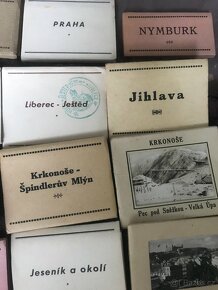 PRAHA
NYMBURK
Liberec - Ještěd
Jihlava
Krkonoše -
Špindlerův Mlýn
KRKONOŠE
Pec pod Sněžkou - Velká Úpa
Jeseník a okolí